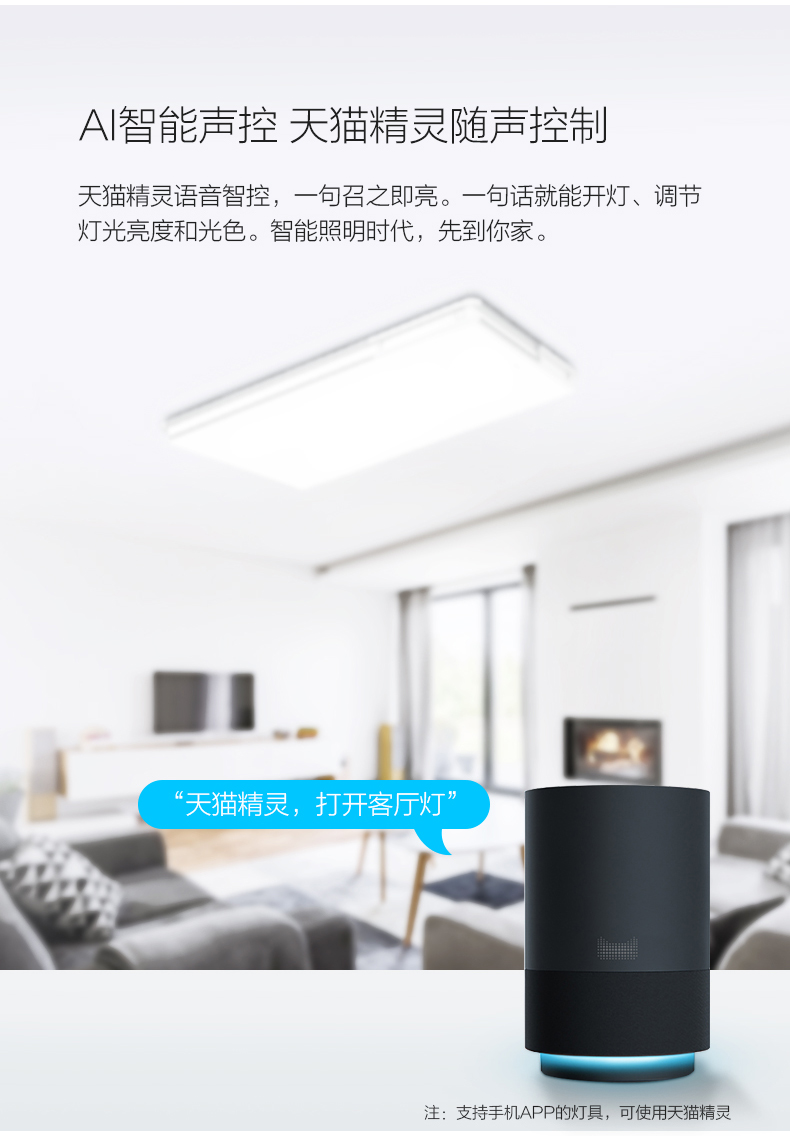 AI智能声控 天猫精灵随声控制
天猫精灵语音智控，一句召之即亮。一句话就能开灯、调节
灯光亮度和光色。智能照明时代，先到你家。
“天猫精灵，打开客厅灯”
注：支持手机APP的灯具，可使用天猫精灵